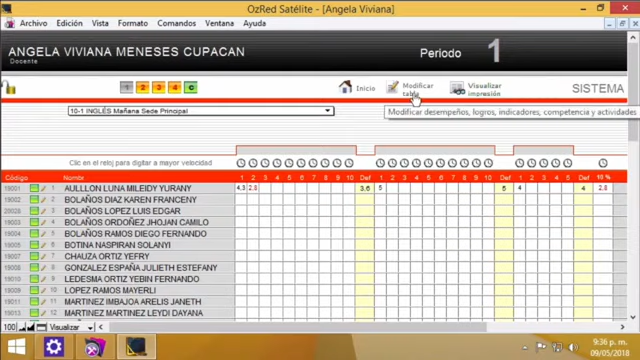 OzRed Satélite - [Angela Viviana]
Archivo Edición Vista Formato Comandos Ventana Ayuda
ANGELA VIVIANA MENESES CUPACAN
Docente
Periodo 1
1 2 3 4 C
Inicio
Modificar tabla
Visualizar impresión
SISTEMA
10-1 INGLÉS Mañana Sede Principal
Modificar desempeños, logros, indicadores, competencia y actividades
Clic en el reloj para digitar a mayor velocidad
Código Nombre 1 2 3 4 5 6 7 8 9 10 Def 1 2 3 4 5 6 7 8 9 10 Def 1 2 3 4 5 Def 10 %
19001 1 AULLLON LUNA MILEIDY YURANY 4,3 2,8 3,6 5 5 4 4 2,8
19002 2 BOLAÑOS DIAZ KAREN FRANCENY
20028 3 BOLAÑOS LOPEZ LUIS EDGAR
19003 4 BOLAÑOS ORDOÑEZ JHOJAN CAMILO
19004 5 BOLAÑOS RAMOS DIEGO FERNANDO
19006 6 BOTINA NASPIRAN SOLANYI
19007 7 CHAUZA ORTIZ YEFRY
19008 8 GONZALEZ ESPAÑA JULIETH ESTEFANY
19009 9 LEDESMA ORTIZ YEBIN FERNANDO
19010 10 LOPEZ RAMOS MAYERLI
19011 11 MARTINEZ IMBAJOA ARIEL JANETH
19013 12 MARTINEZ MUTUMBAJOY LEYDI DAYANA
100 Visualizar
9:36 p. m.
09/05/2018